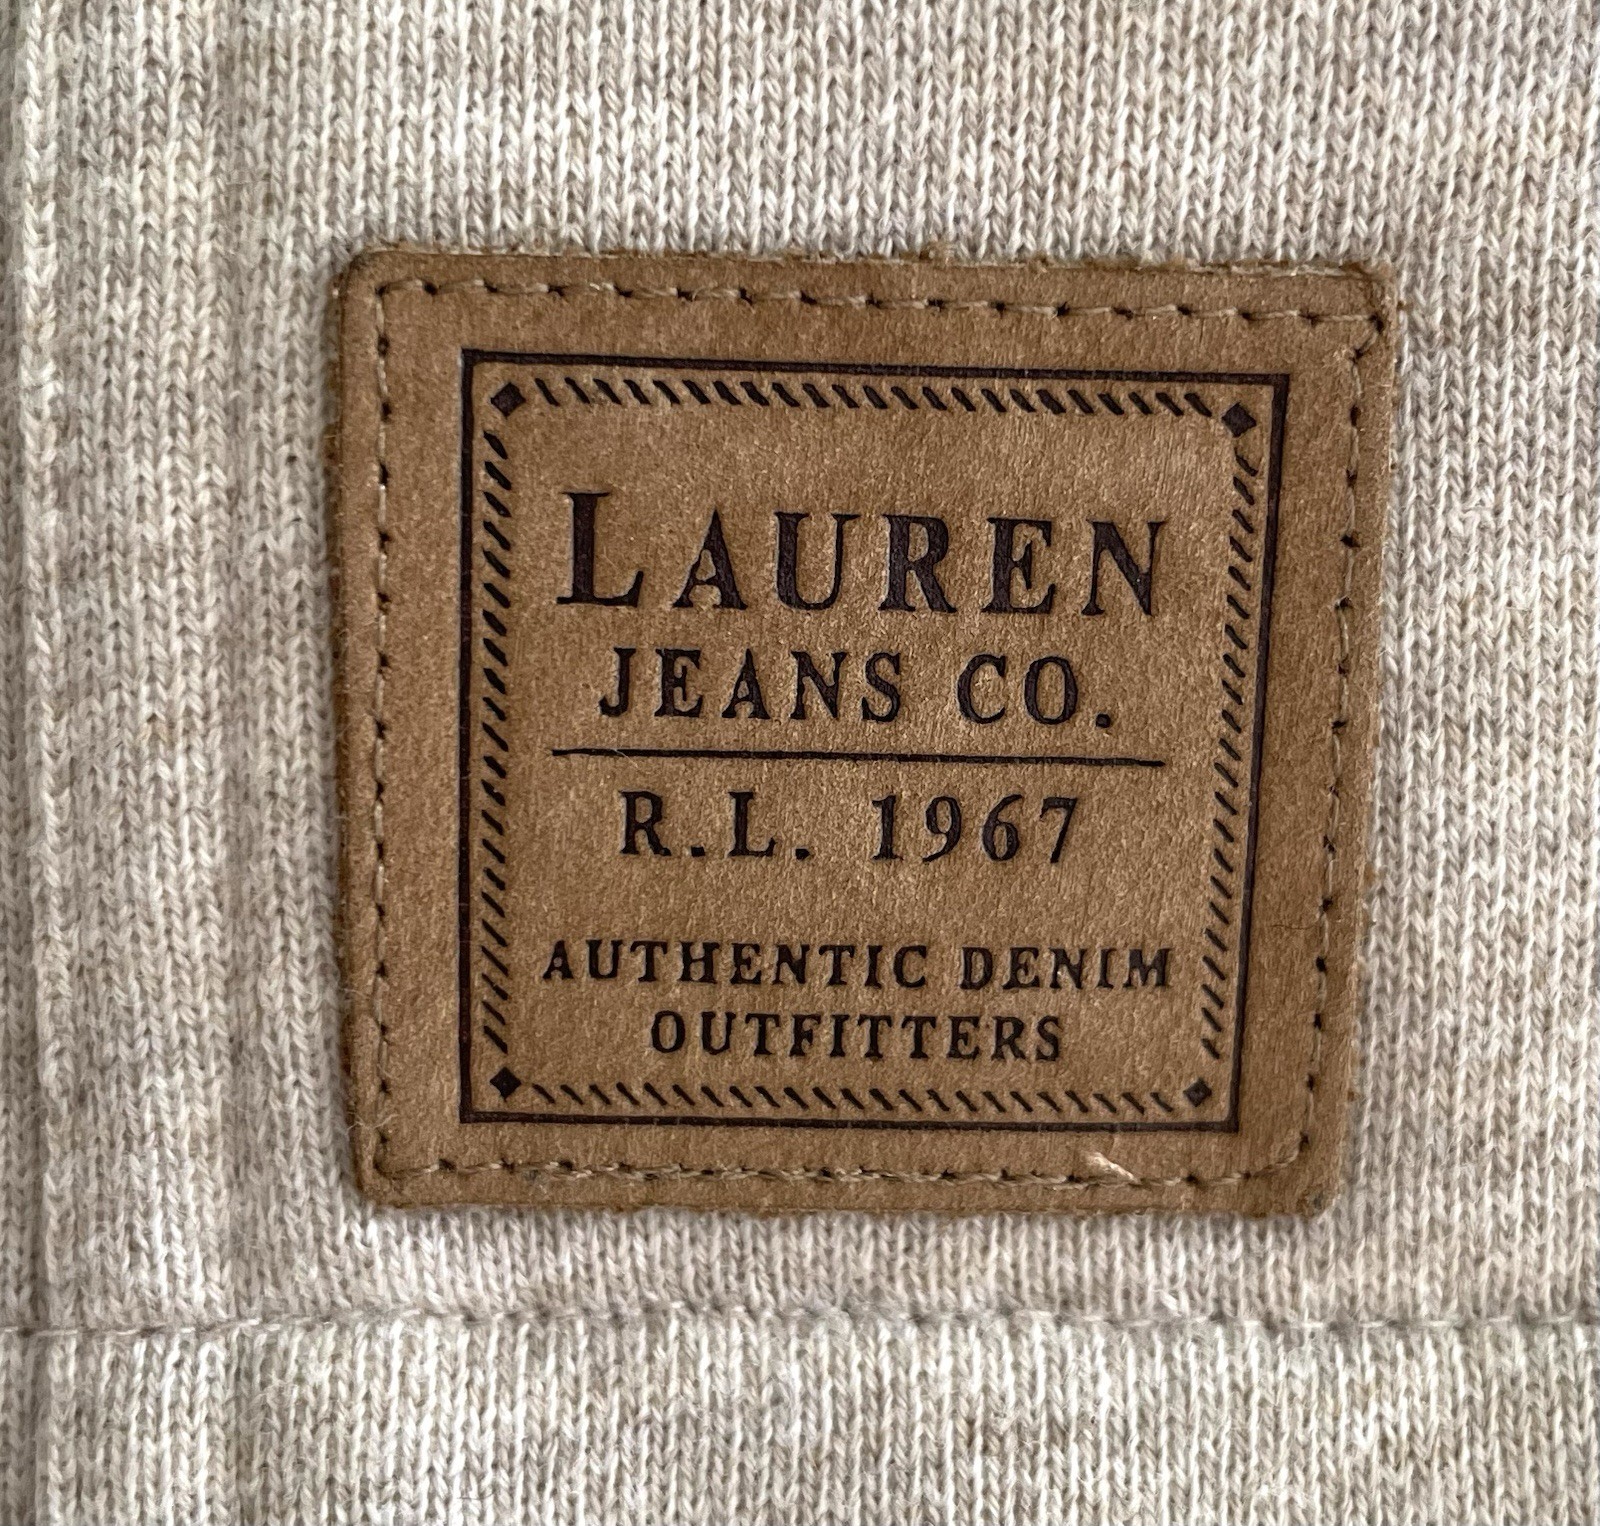 LAUREN
JEANS CO.
R.L. 1967
AUTHENTIC DENIM
OUTFITTERS